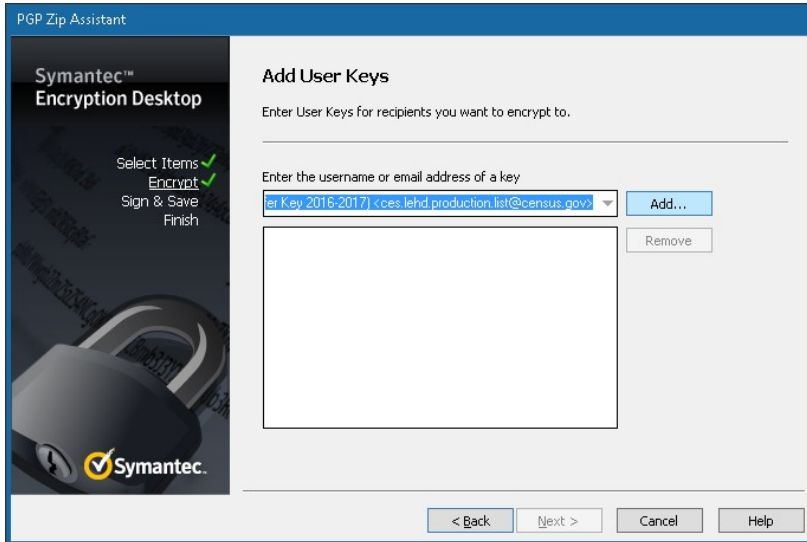 PGP Zip Assistant
Symantec™
Encryption Desktop
Select Items
Encrypt
Sign & Save
Finish
Symantec.
Add User Keys
Enter User Keys for recipients you want to encrypt to.
Enter the username or email address of a key
er Key 2016-2017) <ces.lehd.production.list@census.gov>
Add...
Remove
< Back
Next >
Cancel
Help